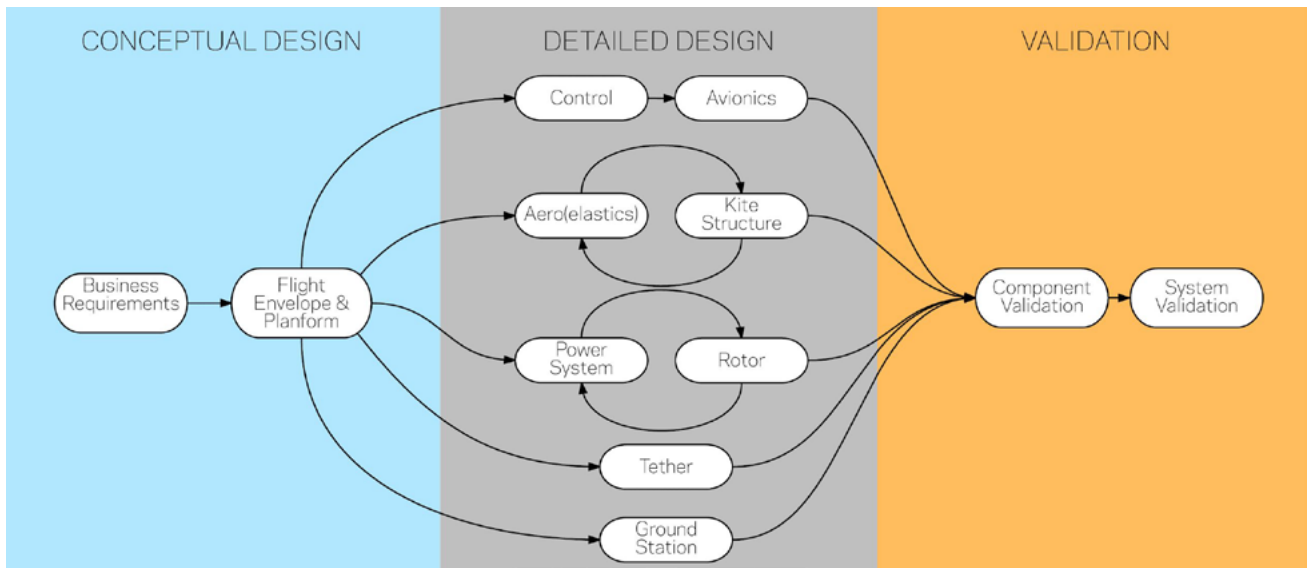 CONCEPTUAL DESIGN
DETAILED DESIGN
VALIDATION
Control
Avionics
Aero(elastics)
Kite
Structure
Business
Requirements
Flight
Envelope &
Planform
Power
System
Rotor
Tether
Ground
Station
Component
Validation
System
Validation